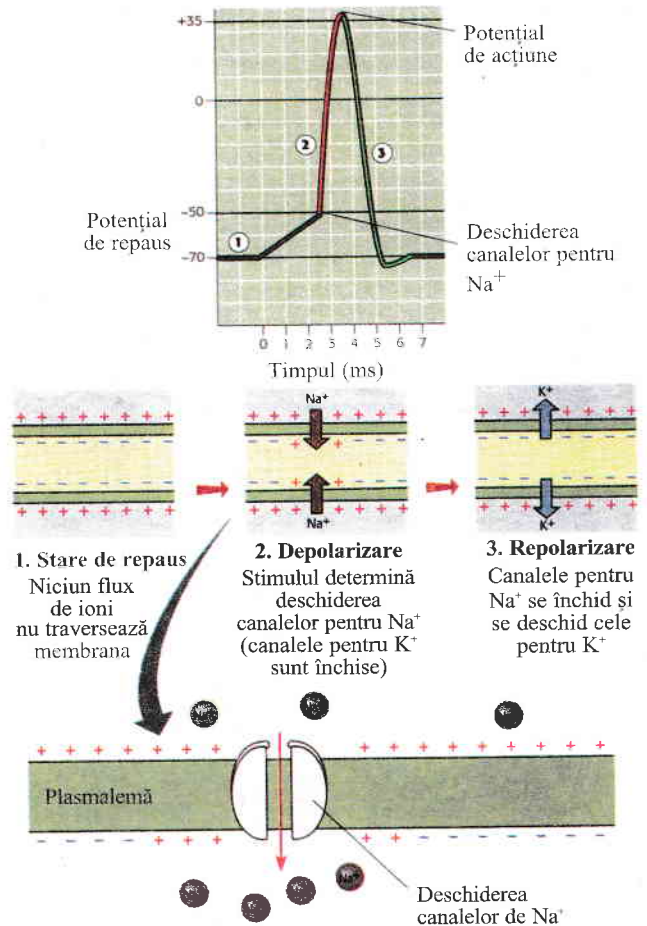 +35
Potențial
de acțiune
0
2
3
−50
Potențial
de repaus
1
Deschiderea
canalelor pentru
Na+
−70
0 1 2 3 4 5 6 7
Timpul (ms)
Na+
K+
+ + + + + + + +
− − − − − − − −
Na+
K+
1. Stare de repaus
Niciun flux
de ioni
nu traversează
membrana
2. Depolarizare
Stimulul determină
deschiderea
canalelor pentru Na+
(canalele pentru K+
sunt închise)
3. Repolarizare
Canalele pentru
Na+ se închid și
se deschid cele
pentru K+
Plasmalemă
Na+
Deschiderea
canalelor de Na+